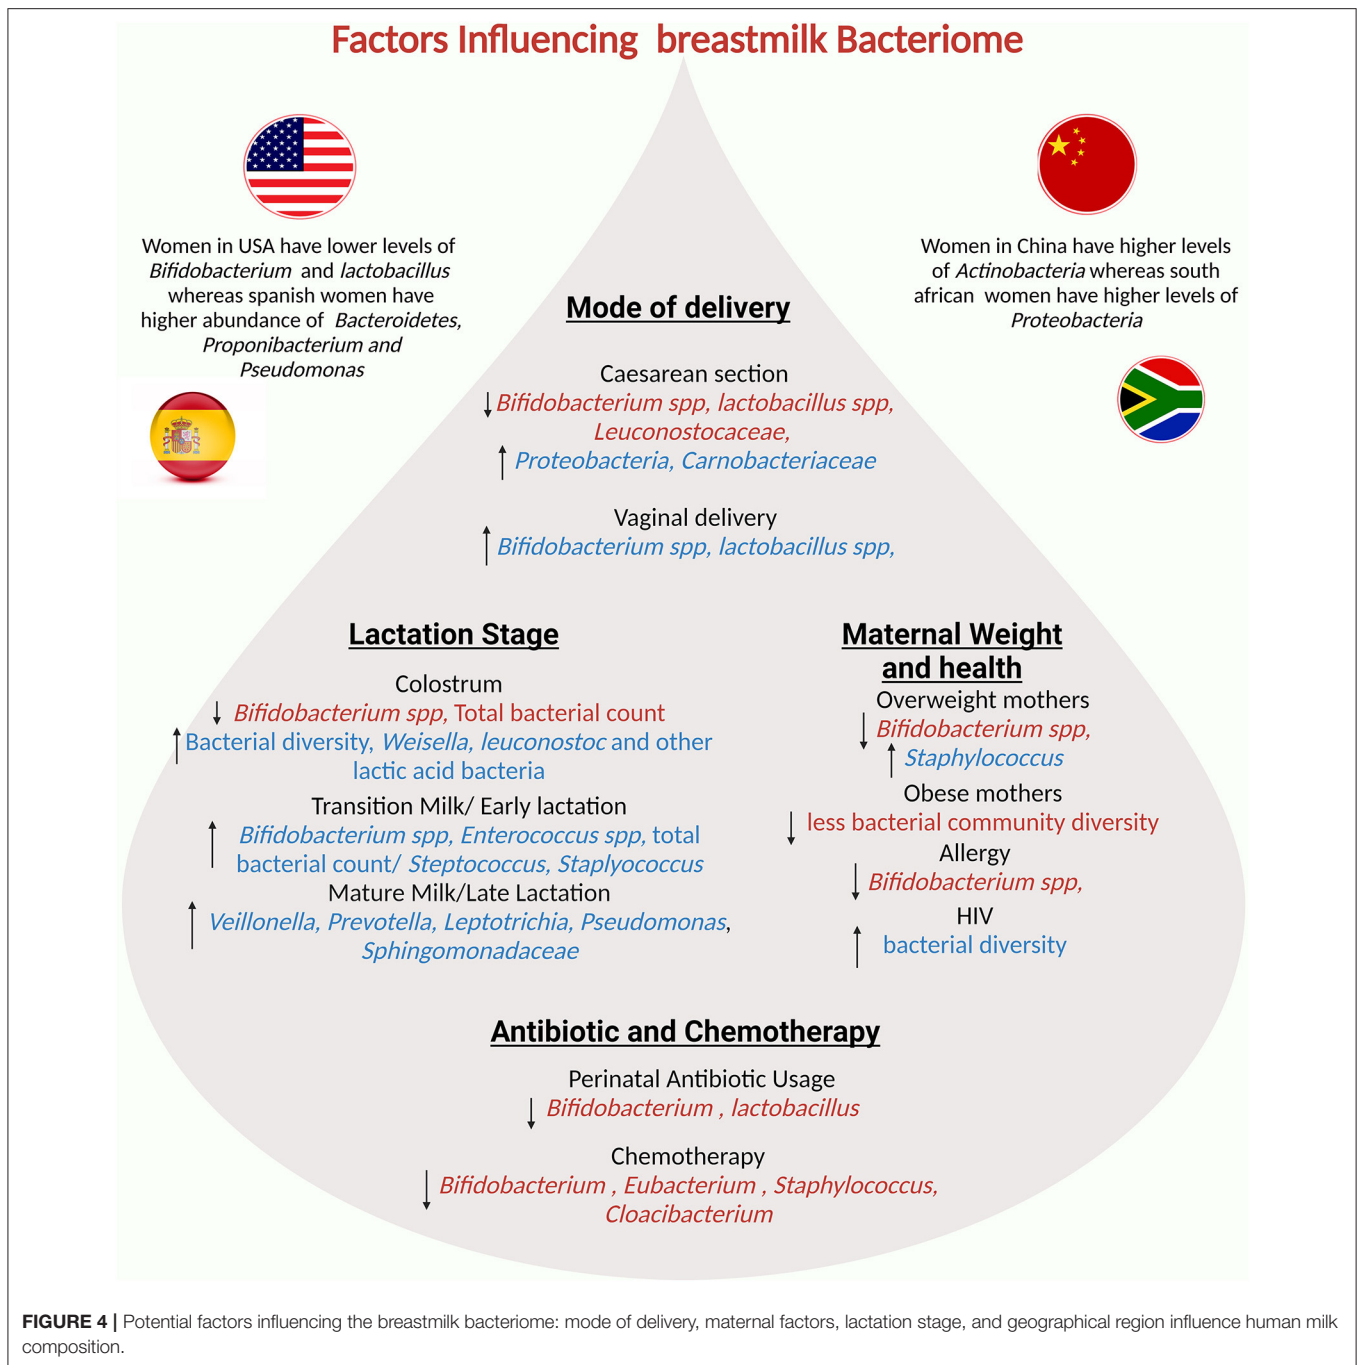 Factors Influencing breastmilk Bacteriome
Women in USA have lower levels of
Bifidobacterium and lactobacillus
whereas spanish women have
higher abundance of Bacteroidetes,
Proponibacterium and
Pseudomonas
Women in China have higher levels
of Actinobacteria whereas south
african women have higher levels of
Proteobacteria
Mode of delivery
Caesarean section
↓ Bifidobacterium spp, lactobacillus spp,
Leuconostocaceae,
↑ Proteobacteria, Carnobacteriaceae
Vaginal delivery
↑ Bifidobacterium spp, lactobacillus spp,
Lactation Stage
Colostrum
↓ Bifidobacterium spp, Total bacterial count
↑ Bacterial diversity, Weisella, leuconostoc and other
lactic acid bacteria
Transition Milk/ Early lactation
↑ Bifidobacterium spp, Enterococcus spp, total
bacterial count/ Steptococcus, Staplyococcus
Mature Milk/Late Lactation
↑ Veillonella, Prevotella, Leptotrichia, Pseudomonas,
Sphingomonadaceae
Maternal Weight
and health
Overweight mothers
↓ Bifidobacterium spp,
↑ Staphylococcus
Obese mothers
↓ less bacterial community diversity
Allergy
↓ Bifidobacterium spp,
HIV
↑ bacterial diversity
Antibiotic and Chemotherapy
Perinatal Antibiotic Usage
↓ Bifidobacterium , lactobacillus
Chemotherapy
↓ Bifidobacterium , Eubacterium , Staphylococcus,
Cloacibacterium
FIGURE 4 | Potential factors influencing the breastmilk bacteriome: mode of delivery, maternal factors, lactation stage, and geographical region influence human milk
composition.